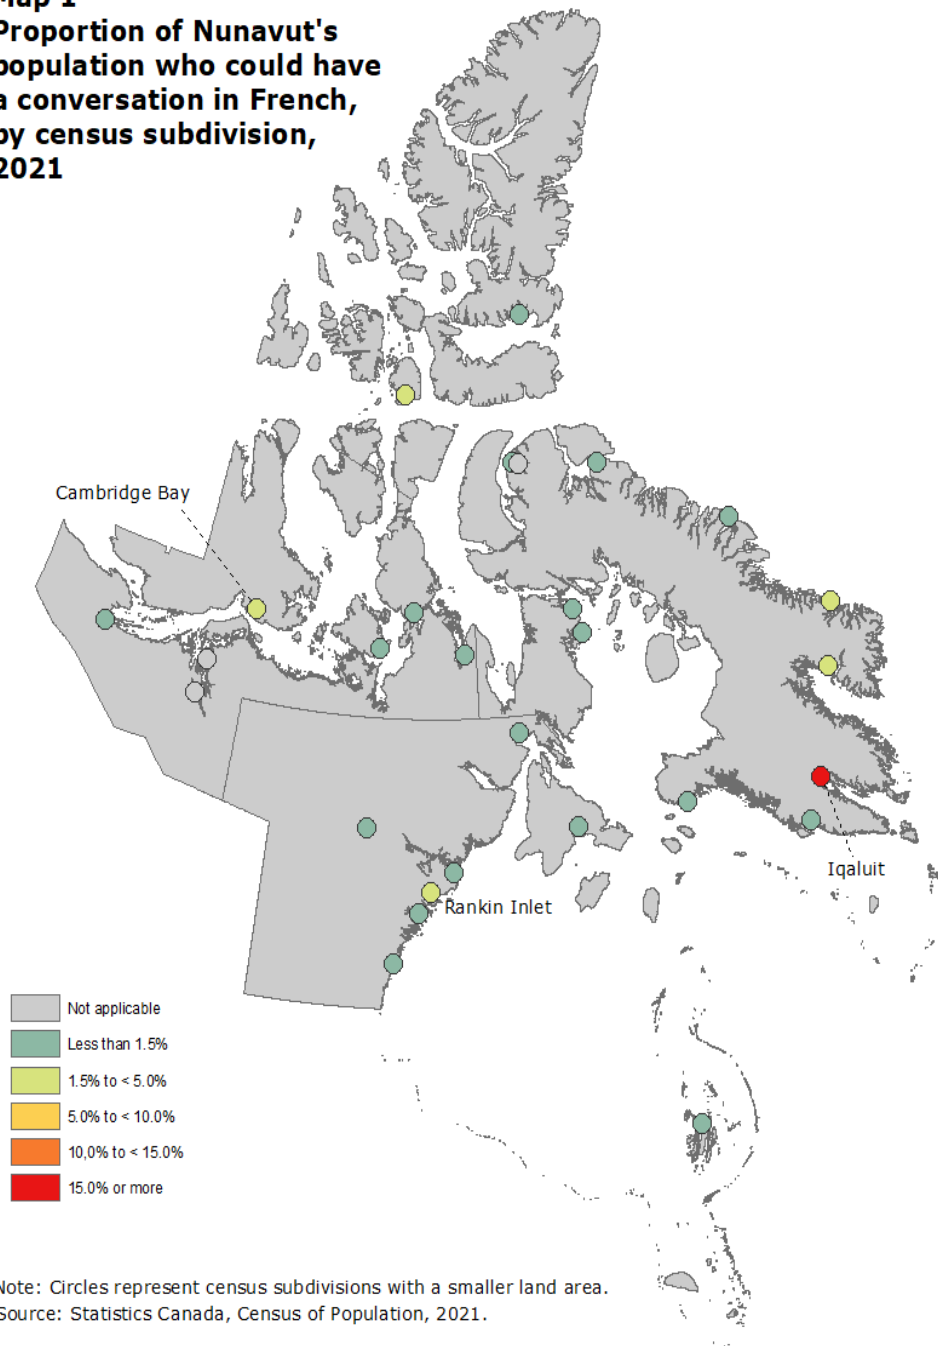 Map 1
Proportion of Nunavut's
population who could have
a conversation in French,
by census subdivision,
2021
Cambridge Bay
Iqaluit
Rankin Inlet
Not applicable
Less than 1.5%
1.5% to < 5.0%
5.0% to < 10.0%
10,0% to < 15.0%
15.0% or more
Note: Circles represent census subdivisions with a smaller land area.
Source: Statistics Canada, Census of Population, 2021.